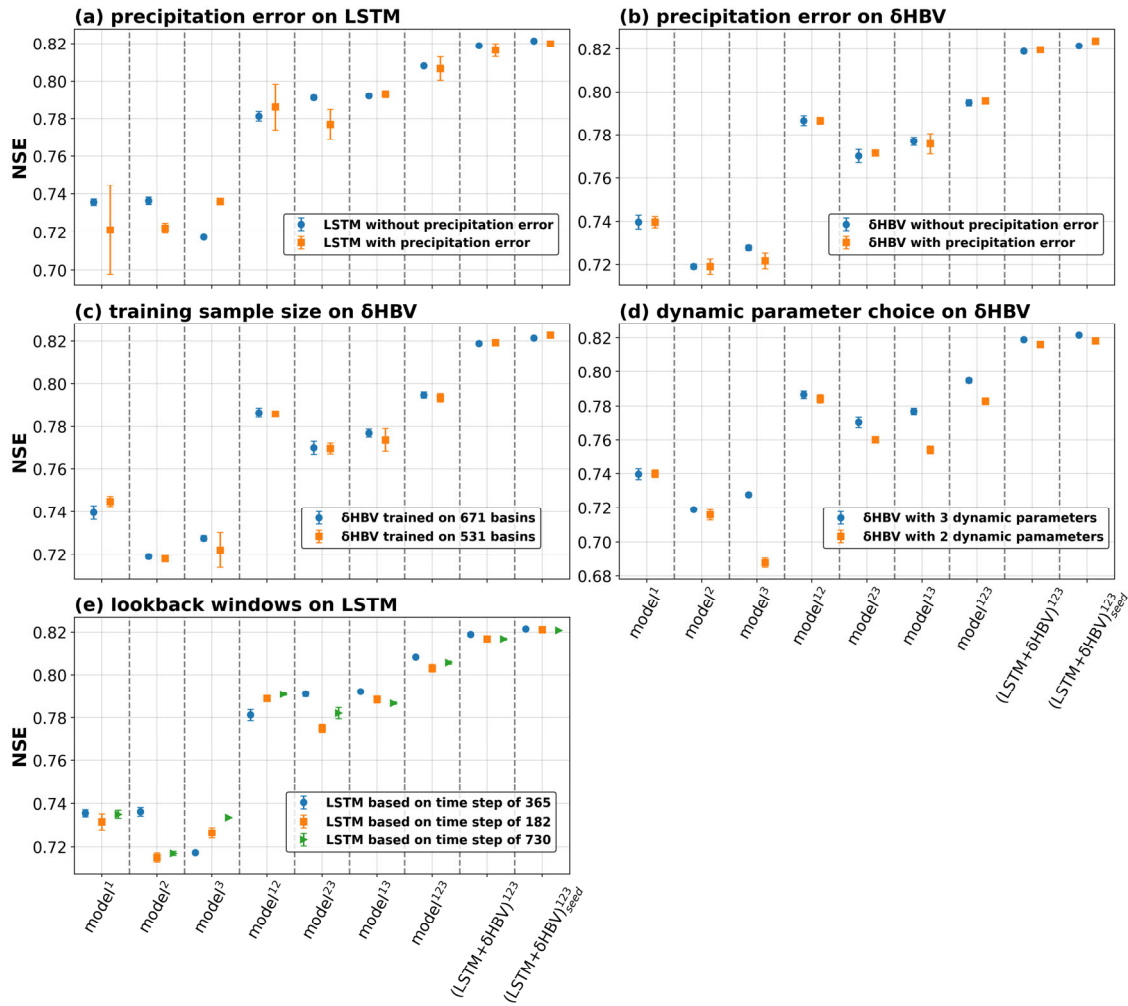 (a) precipitation error on LSTM
NSE
0.82
0.80
0.78
0.76
0.74
0.72
0.70
LSTM without precipitation error
LSTM with precipitation error
(b) precipitation error on δHBV
0.82
0.80
0.78
0.76
0.74
0.72
δHBV without precipitation error
δHBV with precipitation error
(c) training sample size on δHBV
NSE
0.82
0.80
0.78
0.76
0.74
0.72
δHBV trained on 671 basins
δHBV trained on 531 basins
(d) dynamic parameter choice on δHBV
0.82
0.80
0.78
0.76
0.74
0.72
0.70
0.68
δHBV with 3 dynamic parameters
δHBV with 2 dynamic pamameters
model¹
model²
model³
model¹²
model²³
model¹³
model¹²³
(LSTM+δHBV)¹²³
(LSTM+δHBV)¹²³seed
(e) lookback windows on LSTM
NSE
0.82
0.80
0.78
0.76
0.74
0.72
LSTM based on time step of 365
LSTM based on time step of 182
LSTM based on time step of 730
model¹
model²
model³
model¹²
model²³
model¹³
model¹²³
(LSTM+δHBV)¹²³
(LSTM+δHBV)¹²³seed